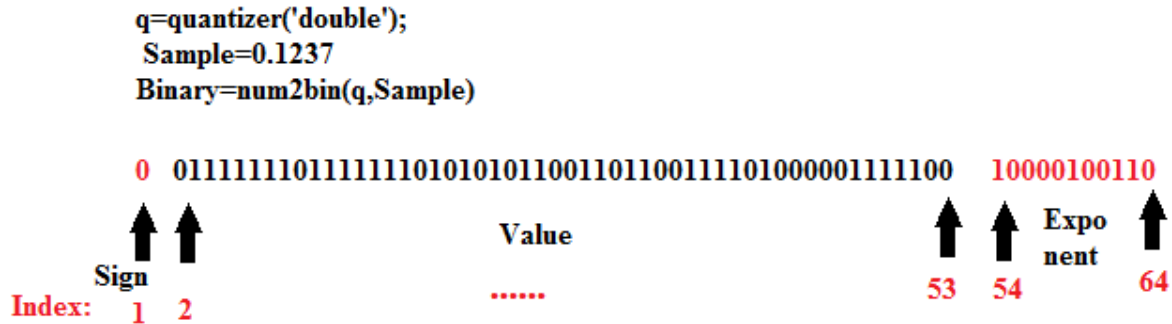 q=quantizer('double');
Sample=0.1237
Binary=num2bin(q,Sample)
0 0111111101111111010101011001101100111101000001111100 10000100110
Value
Expo
nent
Sign
Index: 1 2 ...... 53 54 64